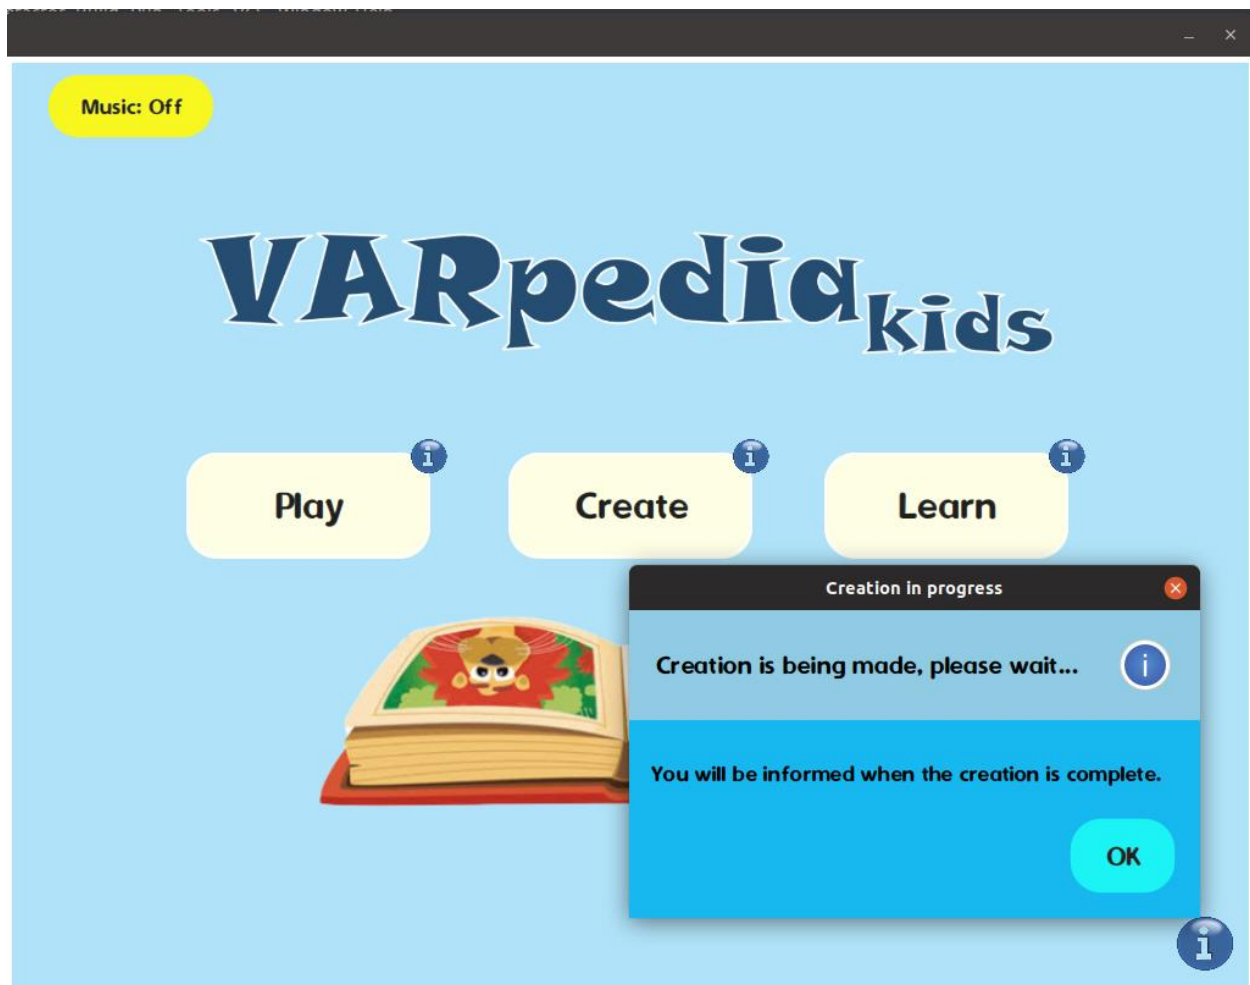 Music: Off
VARpedia kids
Play
Create
Learn
Creation in progress
Creation is being made, please wait...
You will be informed when the creation is complete.
OK